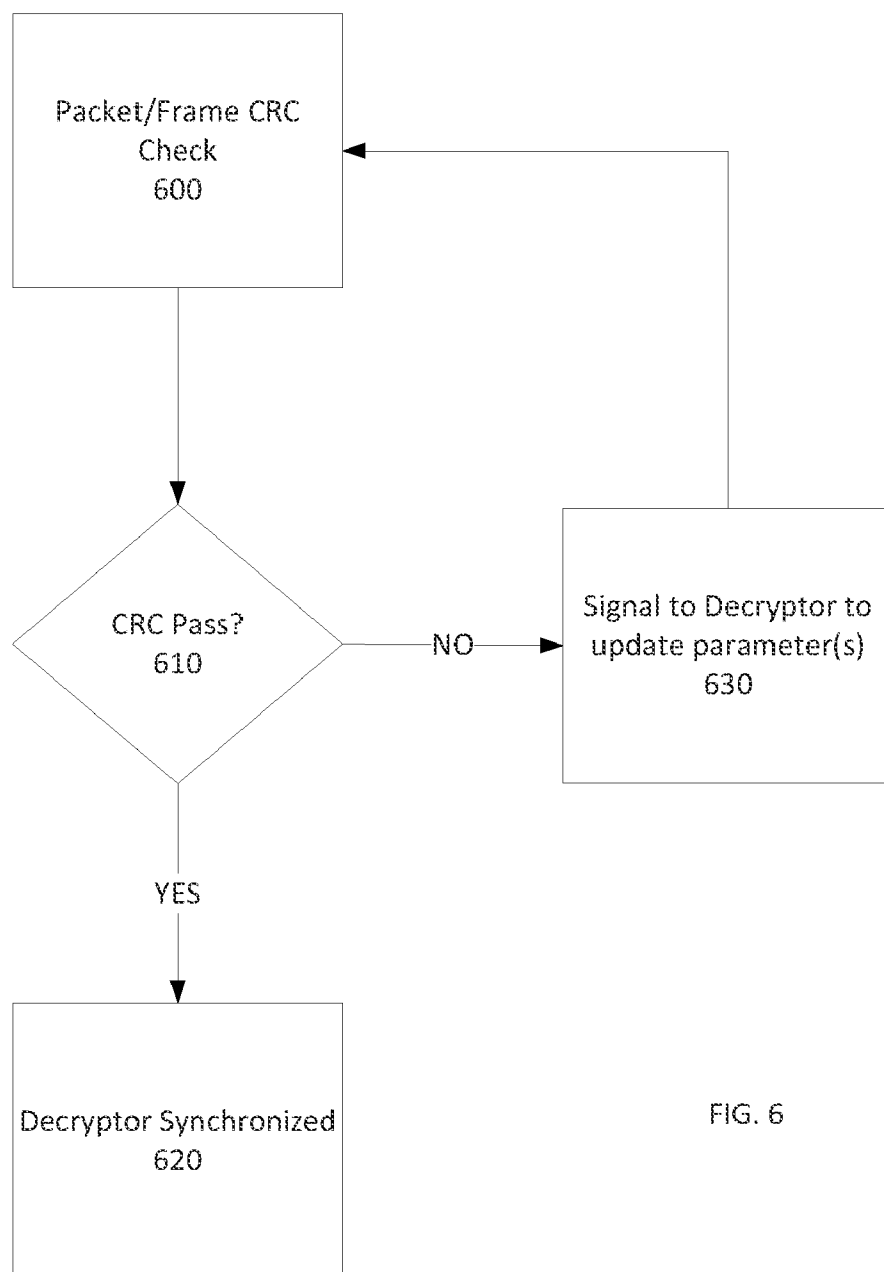 Packet/Frame CRC
Check
600
CRC Pass?
610
NO
Signal to Decryptor to
update parameter(s)
630
YES
Decryptor Synchronized
620
FIG. 6